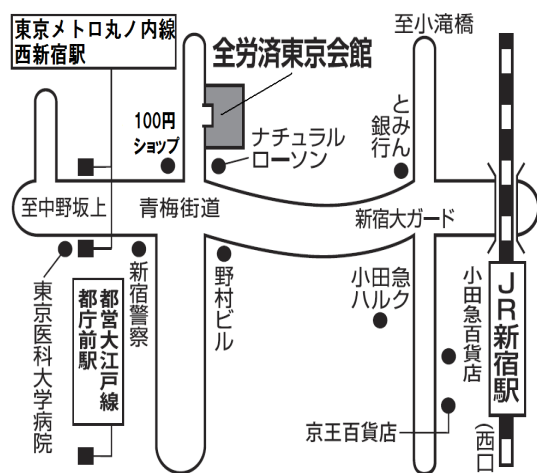 東京メトロ丸ノ内線
西新宿駅
全労済東京会館
至小滝橋
100円
ショップ
ナチュラル
ローソン
とみん
銀行
至中野坂上
青梅街道
新宿大ガード
東京医科大学病院
都営大江戸線
都庁前駅
新宿警察
野村ビル
小田急
ハルク
小田急百貨店
JR新宿駅
京王百貨店
(西口